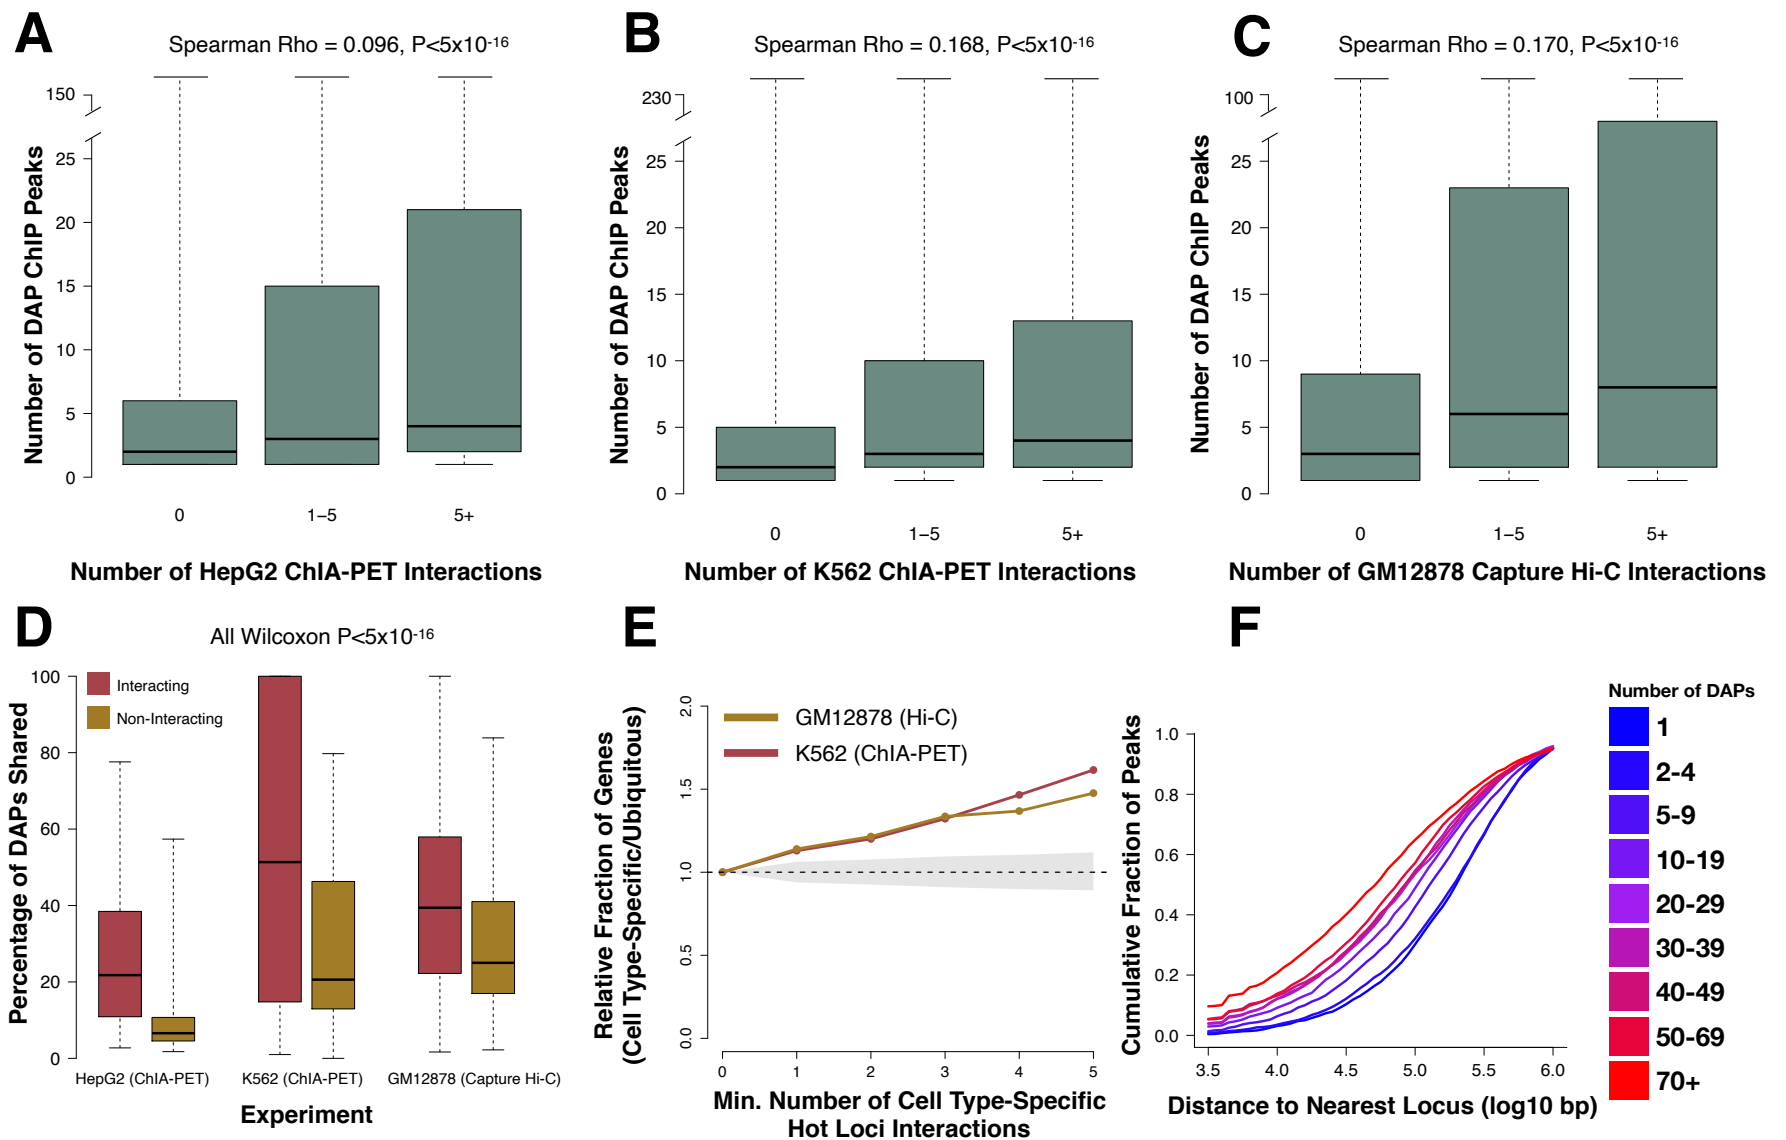 A
Spearman Rho = 0.096, P<5x10-16
Number of DAP ChIP Peaks
150
25
20
15
10
5
0
0
1−5
5+
Number of HepG2 ChIA-PET Interactions
B
Spearman Rho = 0.168, P<5x10-16
Number of DAP ChIP Peaks
230
25
20
15
10
5
0
0
1−5
5+
Number of K562 ChIA-PET Interactions
C
Spearman Rho = 0.170, P<5x10-16
Number of DAP ChIP Peaks
100
25
20
15
10
5
0
0
1−5
5+
Number of GM12878 Capture Hi-C Interactions
D
All Wilcoxon P<5x10-16
Percentage of DAPs Shared
100
80
60
40
20
0
Interacting
Non-Interacting
HepG2 (ChIA-PET)
K562 (ChIA-PET)
GM12878 (Capture Hi-C)
Experiment
E
Relative Fraction of Genes
(Cell Type-Specific/Ubiquitous)
2.0
1.5
1.0
0.5
0.0
GM12878 (Hi-C)
K562 (ChIA-PET)
0
1
2
3
4
5
Min. Number of Cell Type-Specific
Hot Loci Interactions
F
Cumulative Fraction of Peaks
1.0
0.8
0.6
0.4
0.2
0.0
3.5
4.0
4.5
5.0
5.5
6.0
Distance to Nearest Locus (log10 bp)
Number of DAPs
1
2-4
5-9
10-19
20-29
30-39
40-49
50-69
70+